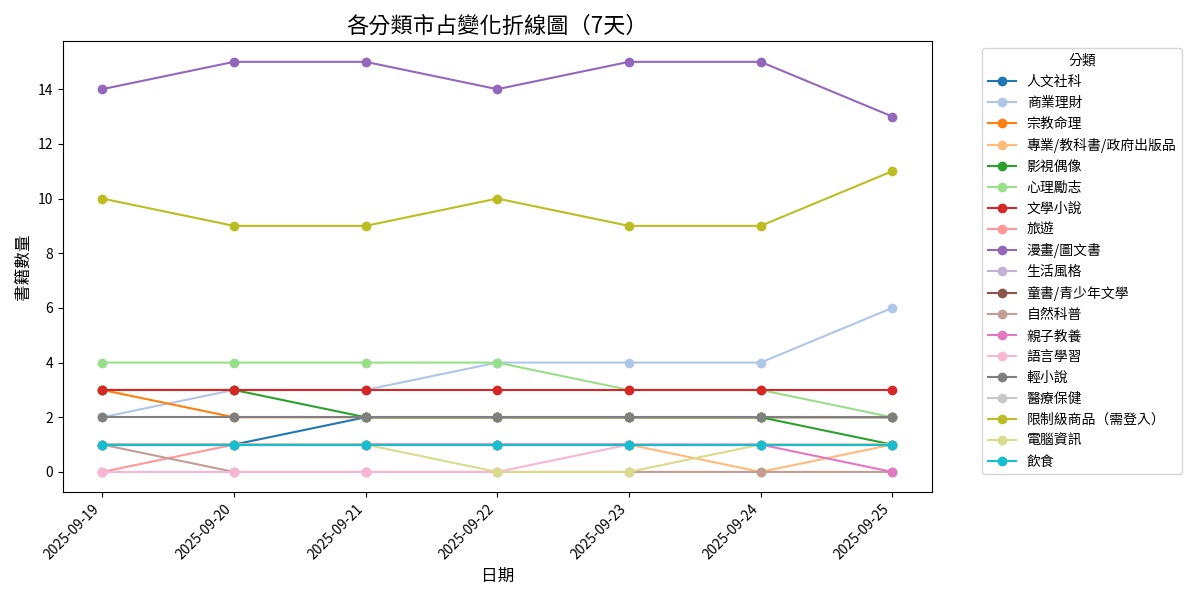 各分類市占變化折線圖（7天）
書籍數量
14
12
10
8
6
4
2
0
2025-09-19
2025-09-20
2025-09-21
2025-09-22
2025-09-23
2025-09-24
2025-09-25
日期
分類
人文社科
商業理財
宗教命理
專業/教科書/政府出版品
影視偶像
心理勵志
文學小說
旅遊
漫畫/圖文書
生活風格
童書/青少年文學
自然科普
親子教養
語言學習
輕小說
醫療保健
限制級商品（需登入）
電腦資訊
飲食